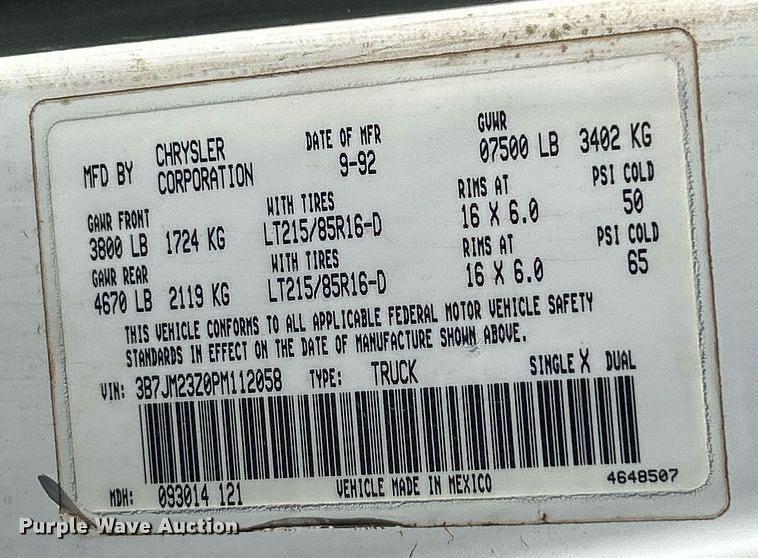 MFD BY CHRYSLER CORPORATION DATE OF MFR 9-92 GVWR 07500 LB 3402 KG
GAWR FRONT WITH TIRES RIMS AT PSI COLD
3800 LB 1724 KG LT215/85R16-D 16 X 6.0 50
GAWR REAR WITH TIRES RIMS AT PSI COLD
4670 LB 2119 KG LT215/85R16-D 16 X 6.0 65
THIS VEHICLE CONFORMS TO ALL APPLICABLE FEDERAL MOTOR VEHICLE SAFETY
STANDARDS IN EFFECT ON THE DATE OF MANUFACTURE SHOWN ABOVE.
VIN: 3B7JM23Z0PM112058 TYPE: TRUCK SINGLE X DUAL
MDH: 093014 121 VEHICLE MADE IN MEXICO 4648507
Purple Wave Auction